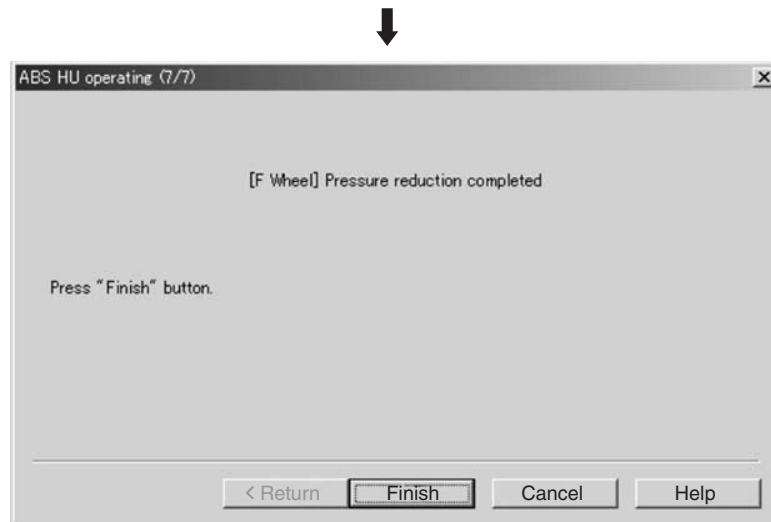 ABS HU operating (7/7)
[F Wheel] Pressure reduction completed
Press "Finish" button.
< Return Finish Cancel Help